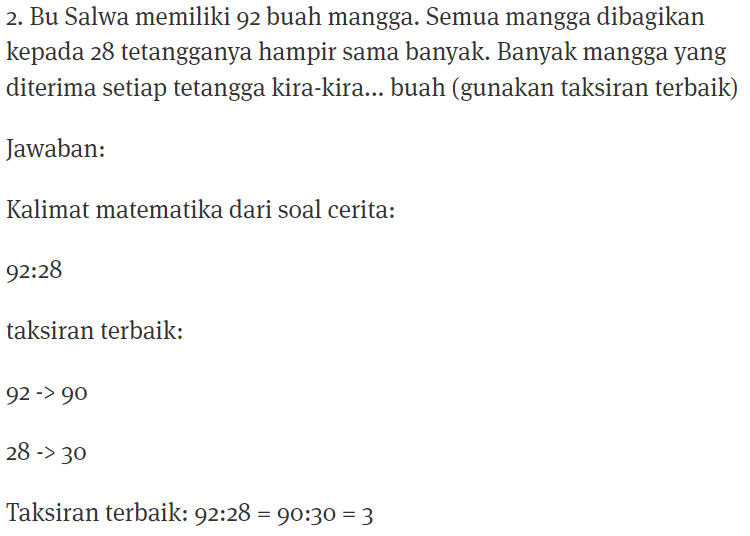 2. Bu Salwa memiliki 92 buah mangga. Semua mangga dibagikan
kepada 28 tetangganya hampir sama banyak. Banyak mangga yang
diterima setiap tetangga kira-kira... buah (gunakan taksiran terbaik)
Jawaban:
Kalimat matematika dari soal cerita:
92:28
taksiran terbaik:
92 -> 90
28 -> 30
Taksiran terbaik: 92:28 = 90:30 = 3